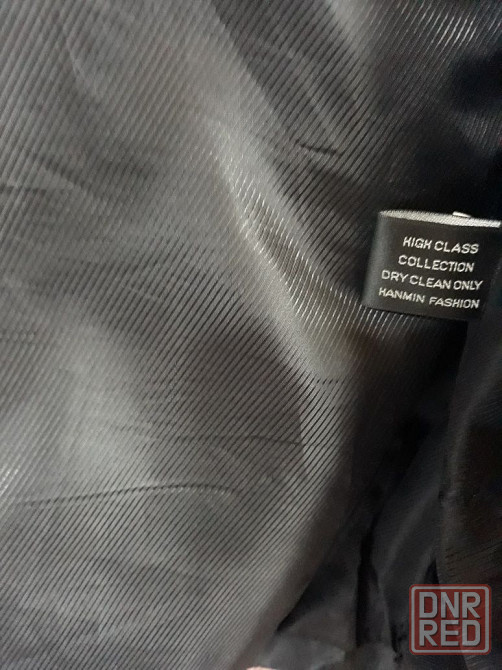 HIGH CLASS
COLLECTION
DRY CLEAN ONLY
HANMIN FASHION
DNR
RED